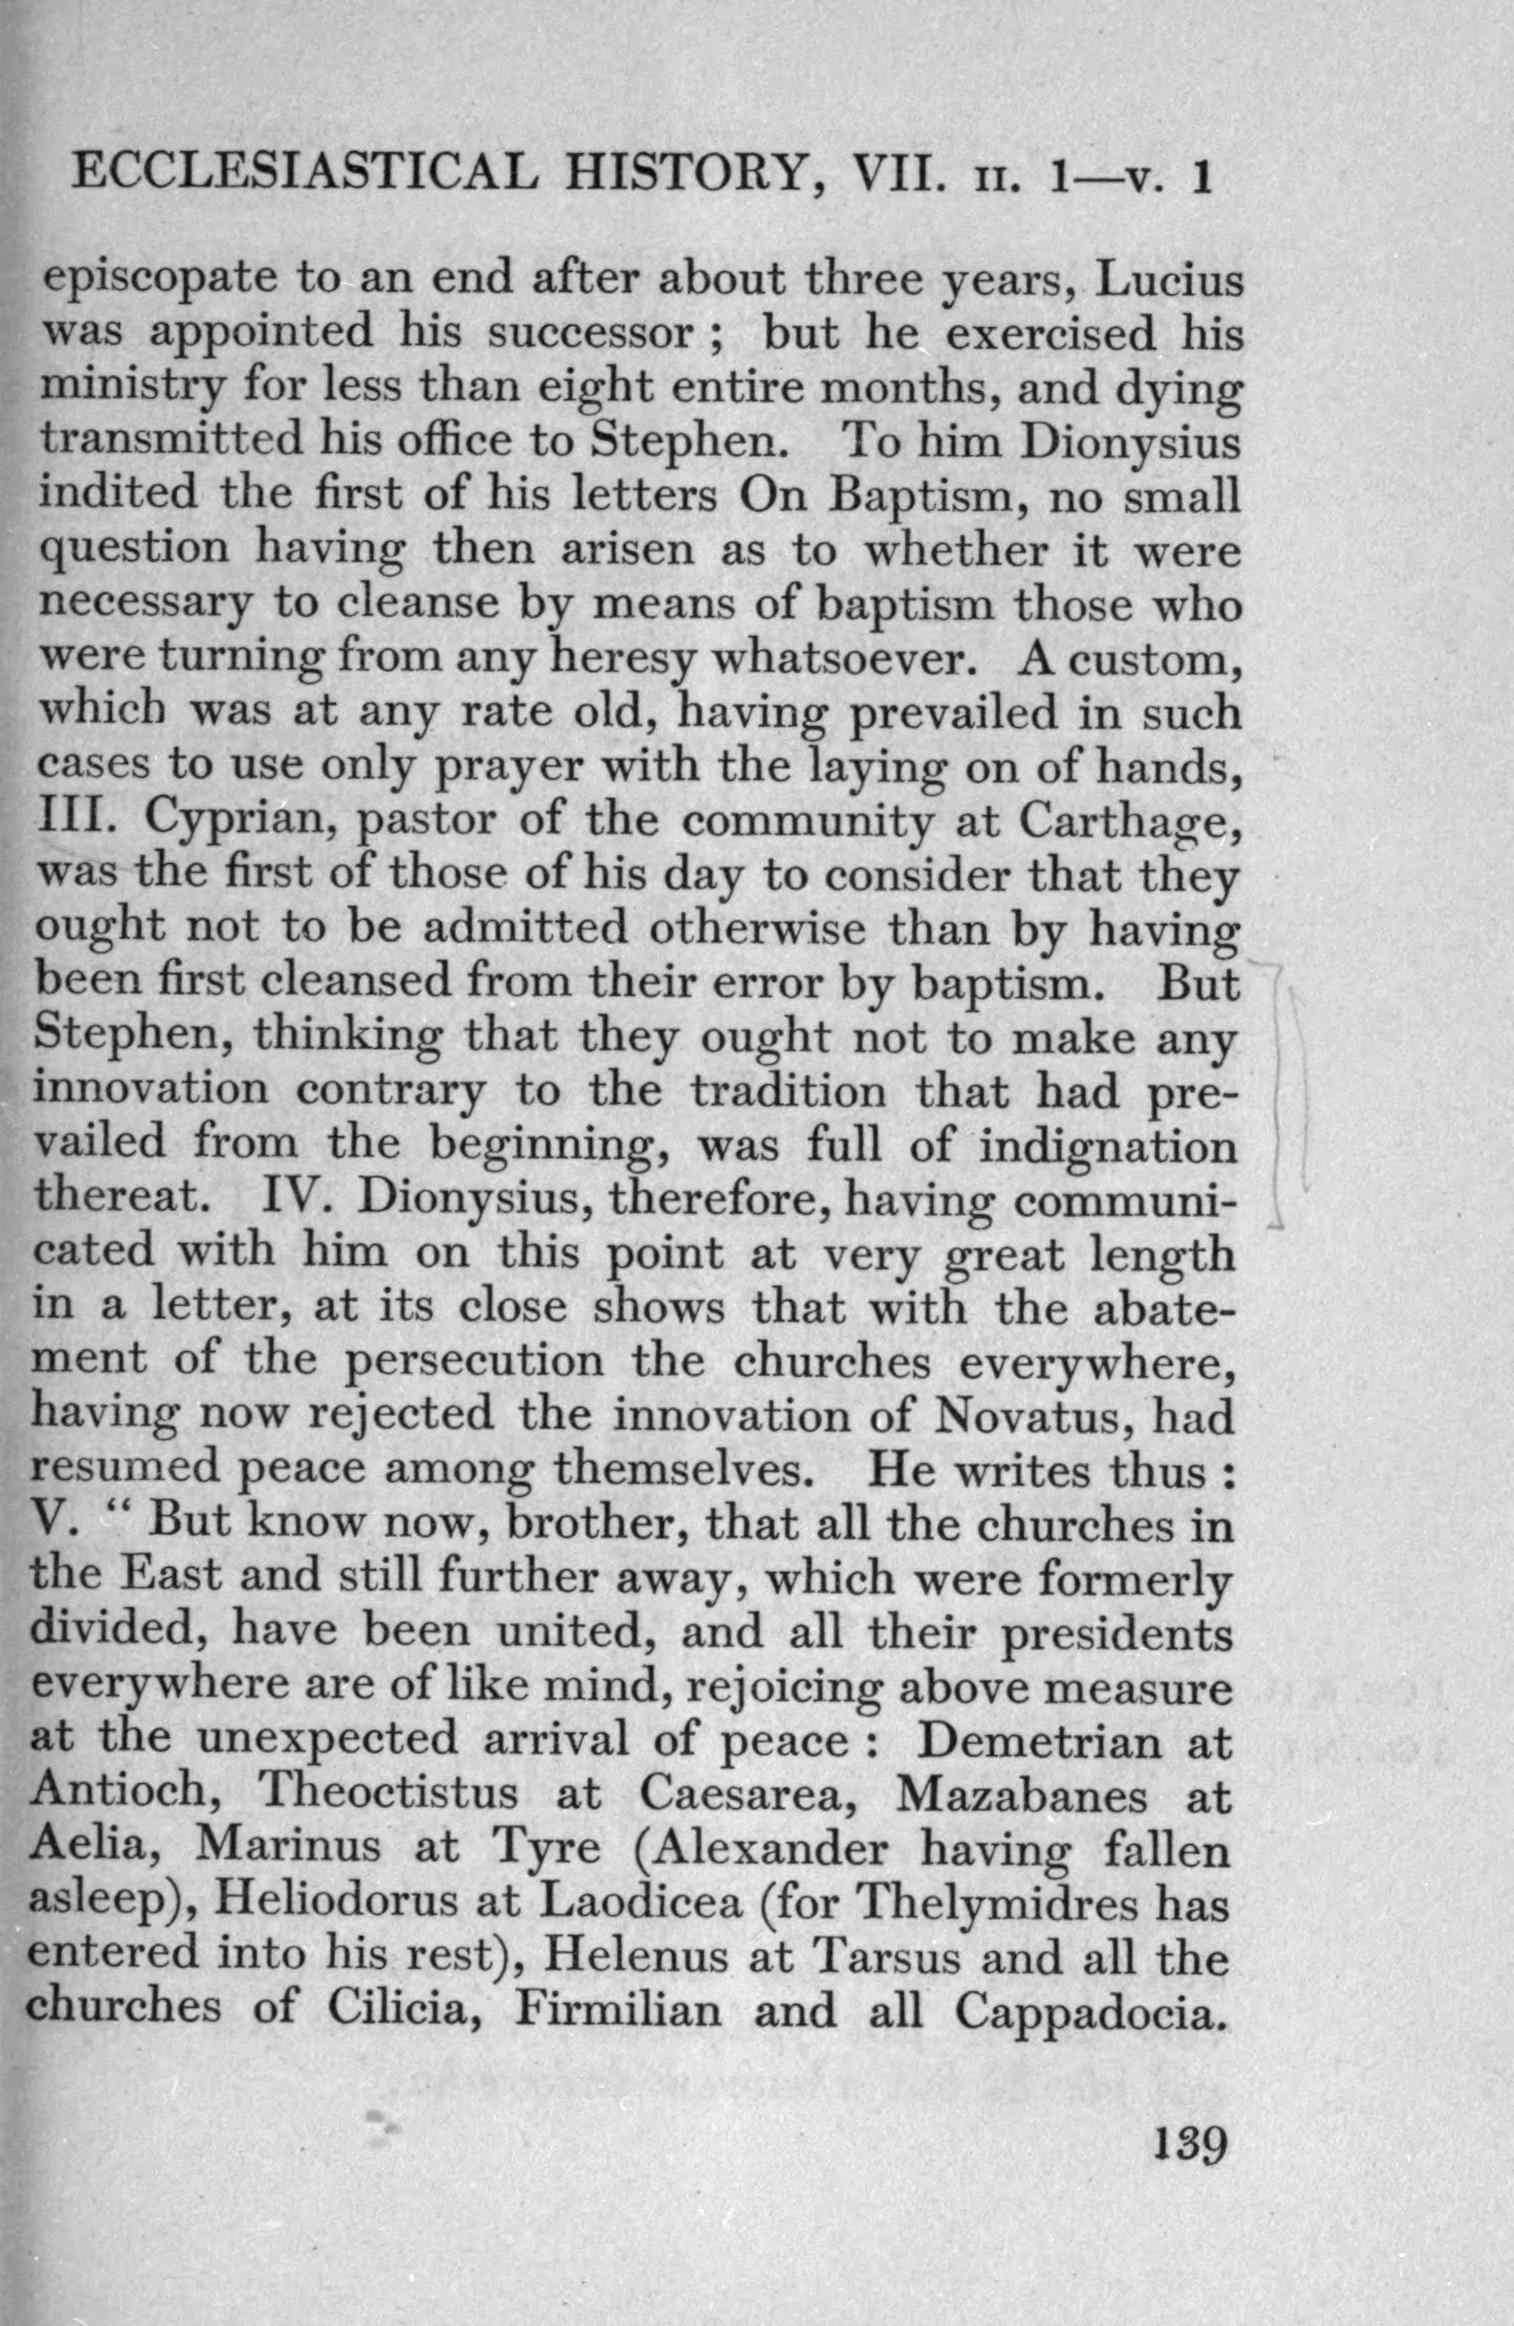 ECCLESIASTICAL HISTORY, VII. II. 1—V. 1
episcopate to an end after about three years, Lucius
was appointed his successor ; but he exercised his
ministry for less than eight entire months, and dying
transmitted his office to Stephen. To him Dionysius
indited the first of his letters On Baptism, no small
question having then arisen as to whether it were
necessary to cleanse by means of baptism those who
were turning from any heresy whatsoever. A custom,
which was at any rate old, having prevailed in such
cases to use only prayer with the laying on of hands,
III. Cyprian, pastor of the community at Carthage,
was the first of those of his day to consider that they
ought not to be admitted otherwise than by having
been first cleansed from their error by baptism. But
Stephen, thinking that they ought not to make any
innovation contrary to the tradition that had pre-
vailed from the beginning, was full of indignation
thereat. IV. Dionysius, therefore, having communi-
cated with him on this point at very great length
in a letter, at its close shows that with the abate-
ment of the persecution the churches everywhere,
having now rejected the innovation of Novatus, had
resumed peace among themselves. He writes thus :
V. “ But know now, brother, that all the churches in
the East and still further away, which were formerly
divided, have been united, and all their presidents
everywhere are of like mind, rejoicing above measure
at the unexpected arrival of peace : Demetrian at
Antioch, Theoctistus at Caesarea, Mazabanes at
Aelia, Marinus at Tyre (Alexander having fallen
asleep), Heliodorus at Laodicea (for Thelymidres has
entered into his rest), Helenus at Tarsus and all the
churches of Cilicia, Firmilian and all Cappadocia.
139